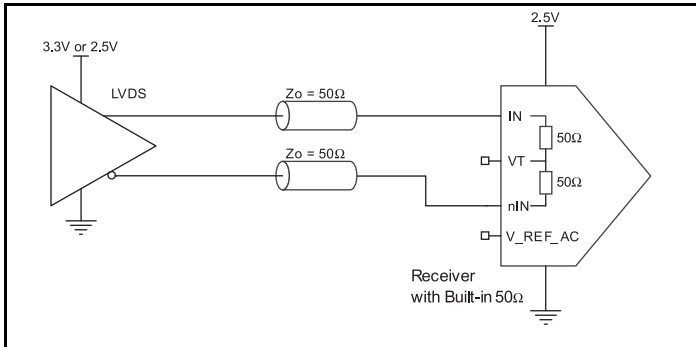 2.5V
3.3V or 2.5V
LVDS
Zo = 50Ω
IN
50Ω
Zo = 50Ω
VT
50Ω
nIN
V_REF_AC
Receiver
with Built-in 50Ω